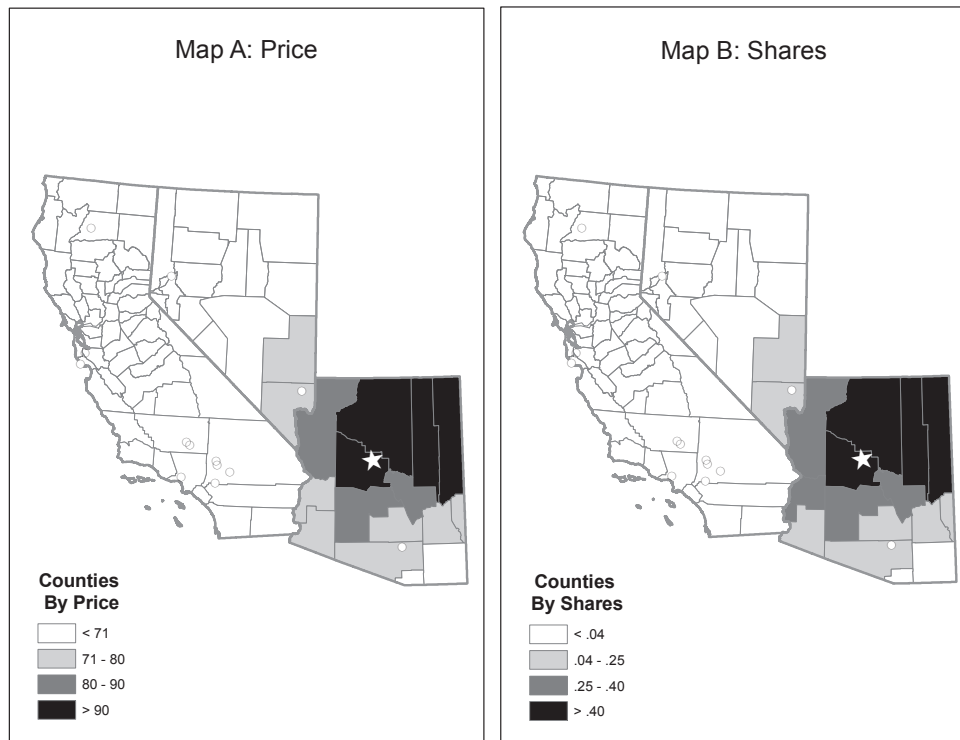 Map A: Price
Counties
By Price
< 71
71 - 80
80 - 90
> 90
Map B: Shares
Counties
By Shares
< .04
.04 - .25
.25 - .40
> .40